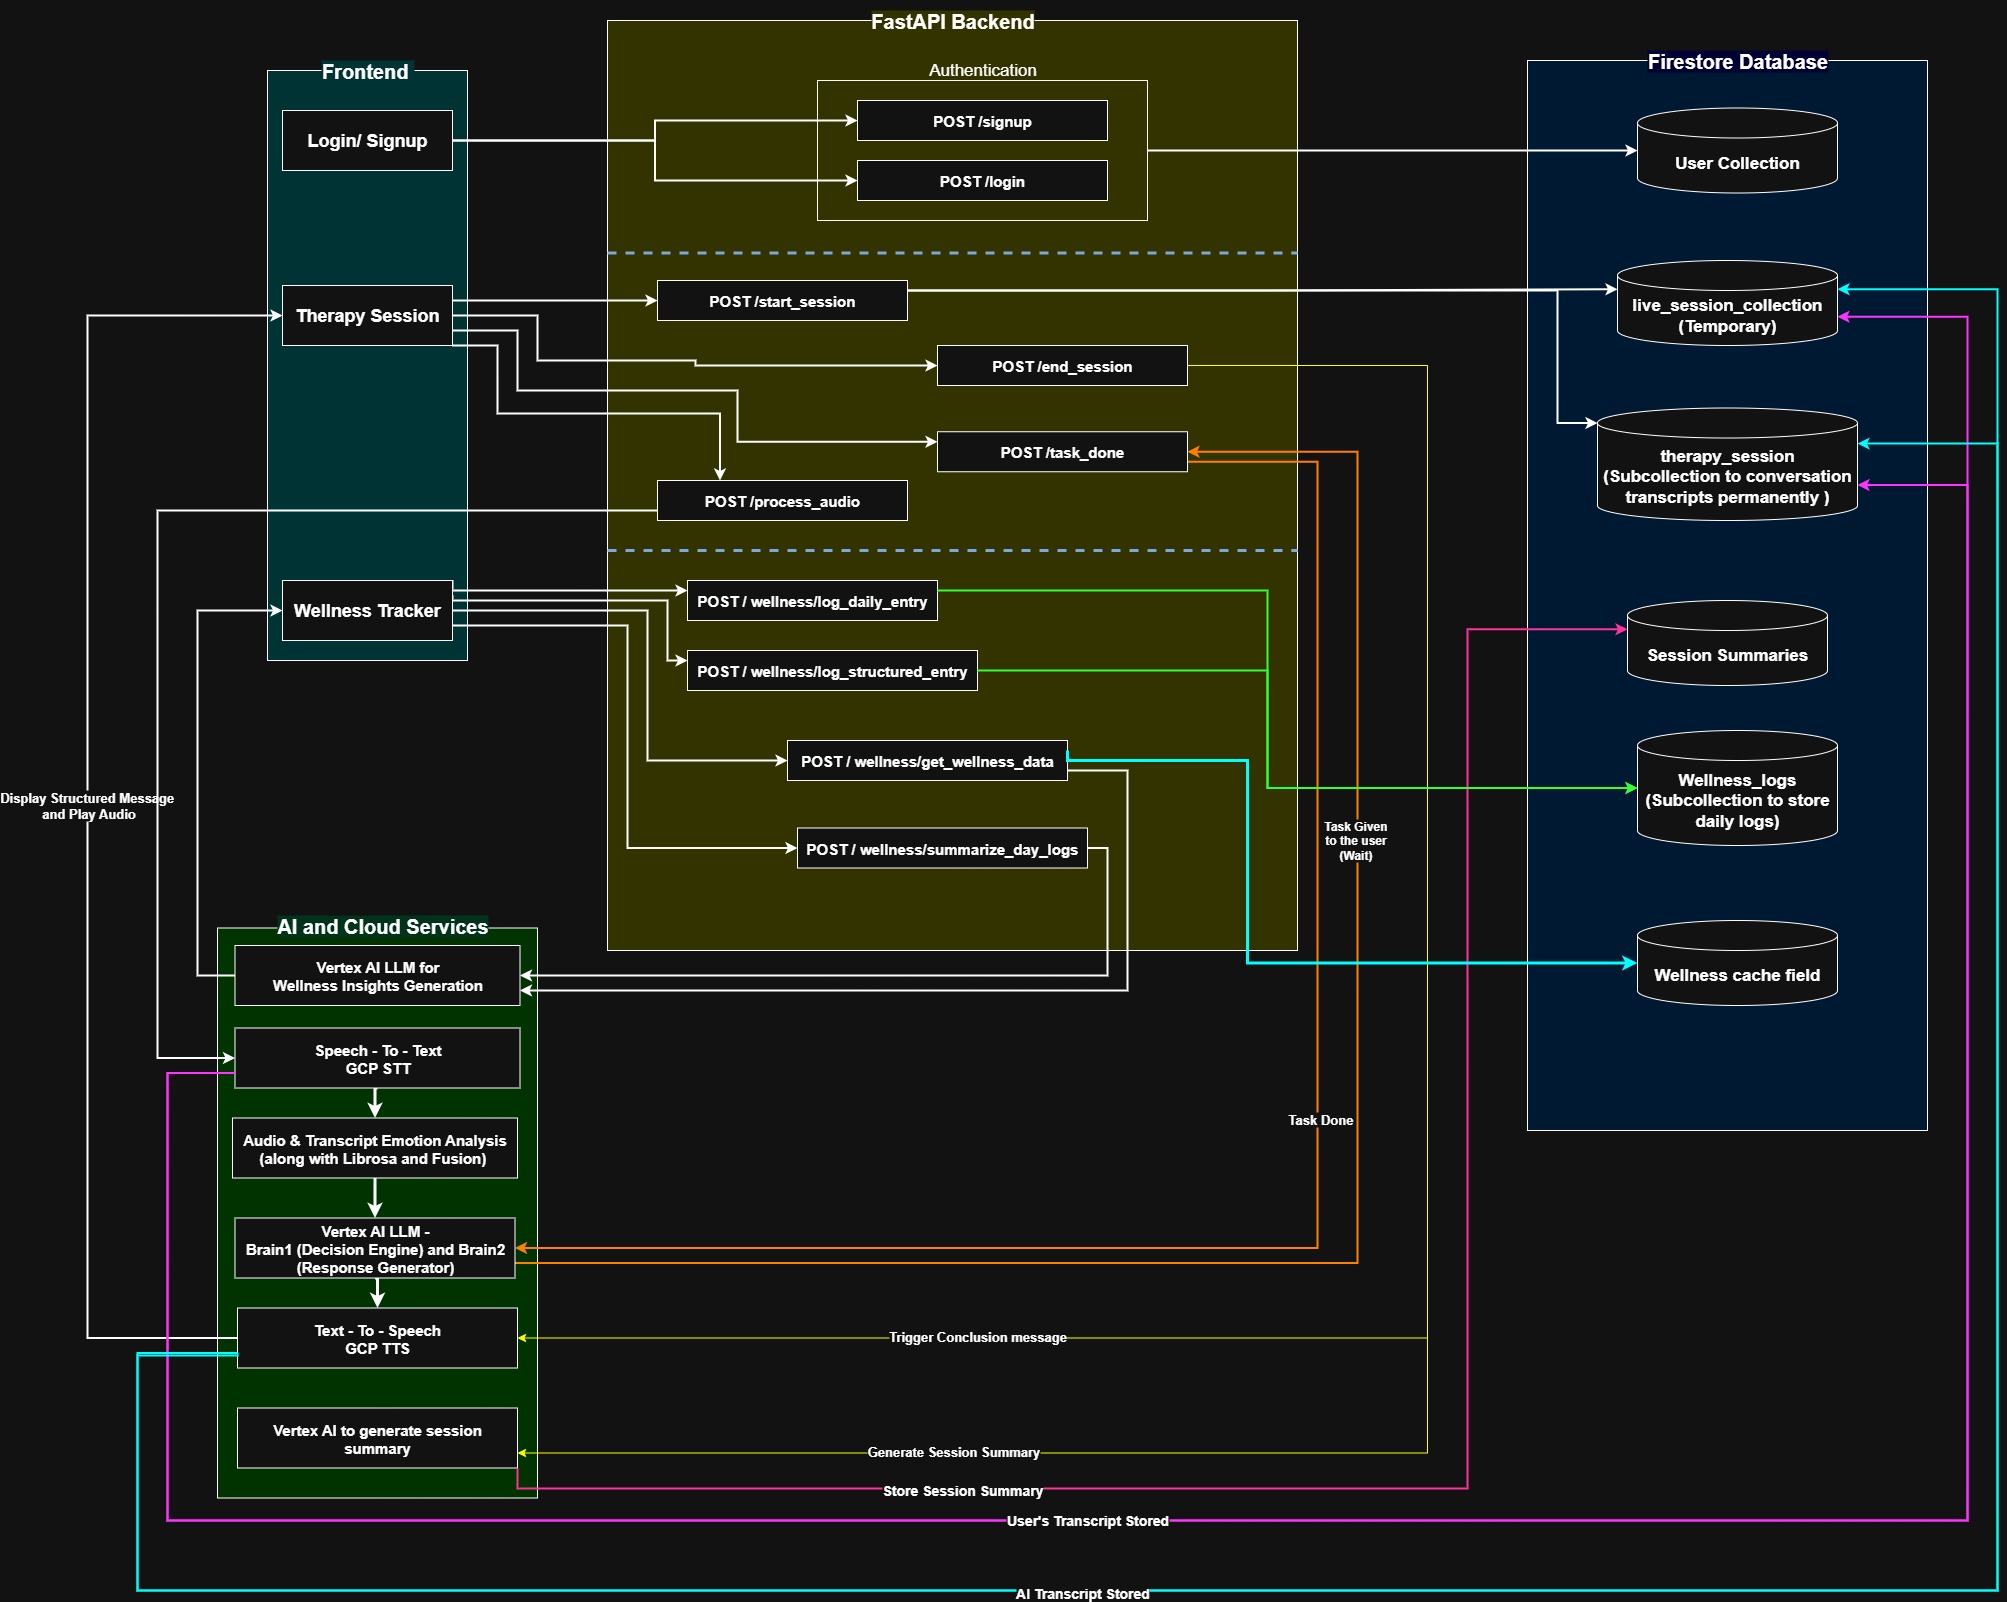 FastAPI Backend
Frontend
Firestore Database
Authentication
Login/ Signup
POST /signup
POST /login
User Collection
Therapy Session
POST /start_session
live_session_collection
(Temporary)
POST /end_session
POST /task_done
therapy_session
(Subcollection to conversation
transcripts permanently )
POST /process_audio
Wellness Tracker
POST / wellness/log_daily_entry
POST / wellness/log_structured_entry
Session Summaries
POST / wellness/get_wellness_data
Wellness_logs
(Subcollection to store
daily logs)
Display Structured Message
and Play Audio
Task Given
to the user
(Wait)
POST / wellness/summarize_day_logs
AI and Cloud Services
Vertex AI LLM for
Wellness Insights Generation
Wellness cache field
Speech - To - Text
GCP STT
Task Done
Audio & Transcript Emotion Analysis
(along with Librosa and Fusion)
Vertex AI LLM -
Brain1 (Decision Engine) and Brain2
(Response Generator)
Text - To - Speech
GCP TTS
Trigger Conclusion message
Vertex AI to generate session
summary
Generate Session Summary
Store Session Summary
User's Transcript Stored
AI Transcript Stored